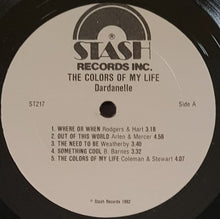 STASH
RECORDS INC.
THE COLORS OF MY LIFE
Dardanelle
ST217 Side A
1. WHERE OR WHEN Rodgers & Hart 3.18
2. OUT OF THIS WORLD Arlen & Mercer 4.58
3. THE NEED TO BE Weatherby 3.30
4. SOMETHING COOL B. Barnes 3.32
5. THE COLORS OF MY LIFE Coleman & Stewart 4.07
℗ Stash Records 1982